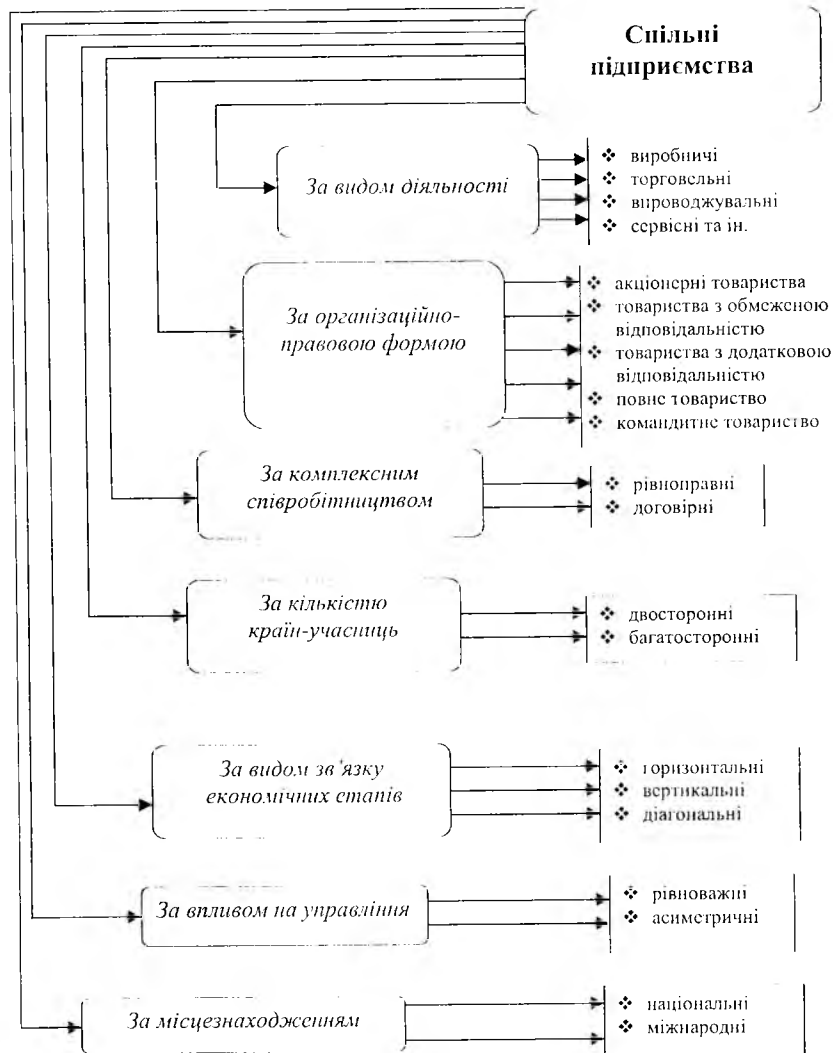 Спільні
підприємства
За видом діяльності
❖ виробничі
❖ торговельні
❖ впроводжувальні
❖ сервісні та ін.
За організаційно-
правовою формою
❖ акціонерні товариства
❖ товариства з обмеженою
відповідальністю
❖ товариства з додатковою
відповідальністю
❖ повне товариство
❖ командитне товариство
За комплексним
співробітництвом
❖ рівноправні
❖ договірні
За кількістю
країн-учасниць
❖ двосторонні
❖ багатосторонні
За видом зв'язку
економічних етапів
❖ горизонтальні
❖ вертикальні
❖ діагональні
За впливом на управління
❖ рівноважні
❖ асиметричні
За місцезнаходженням
❖ національні
❖ міжнародні